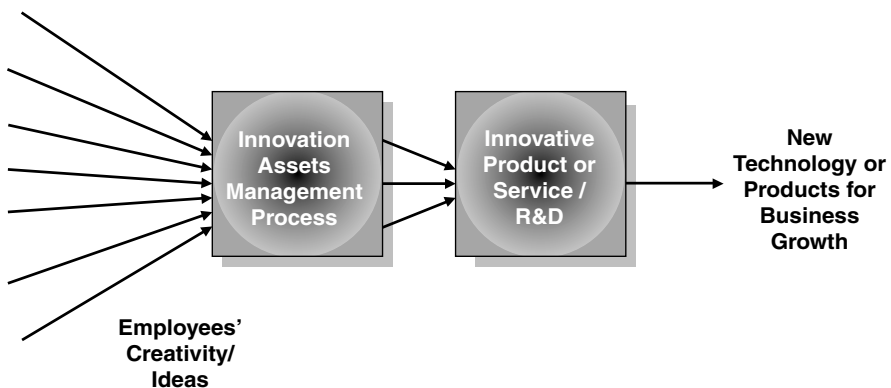 Innovation
Assets
Management
Process
Innovative
Product or
Service /
R&D
New
Technology or
Products for
Business
Growth
Employees’
Creativity/
Ideas